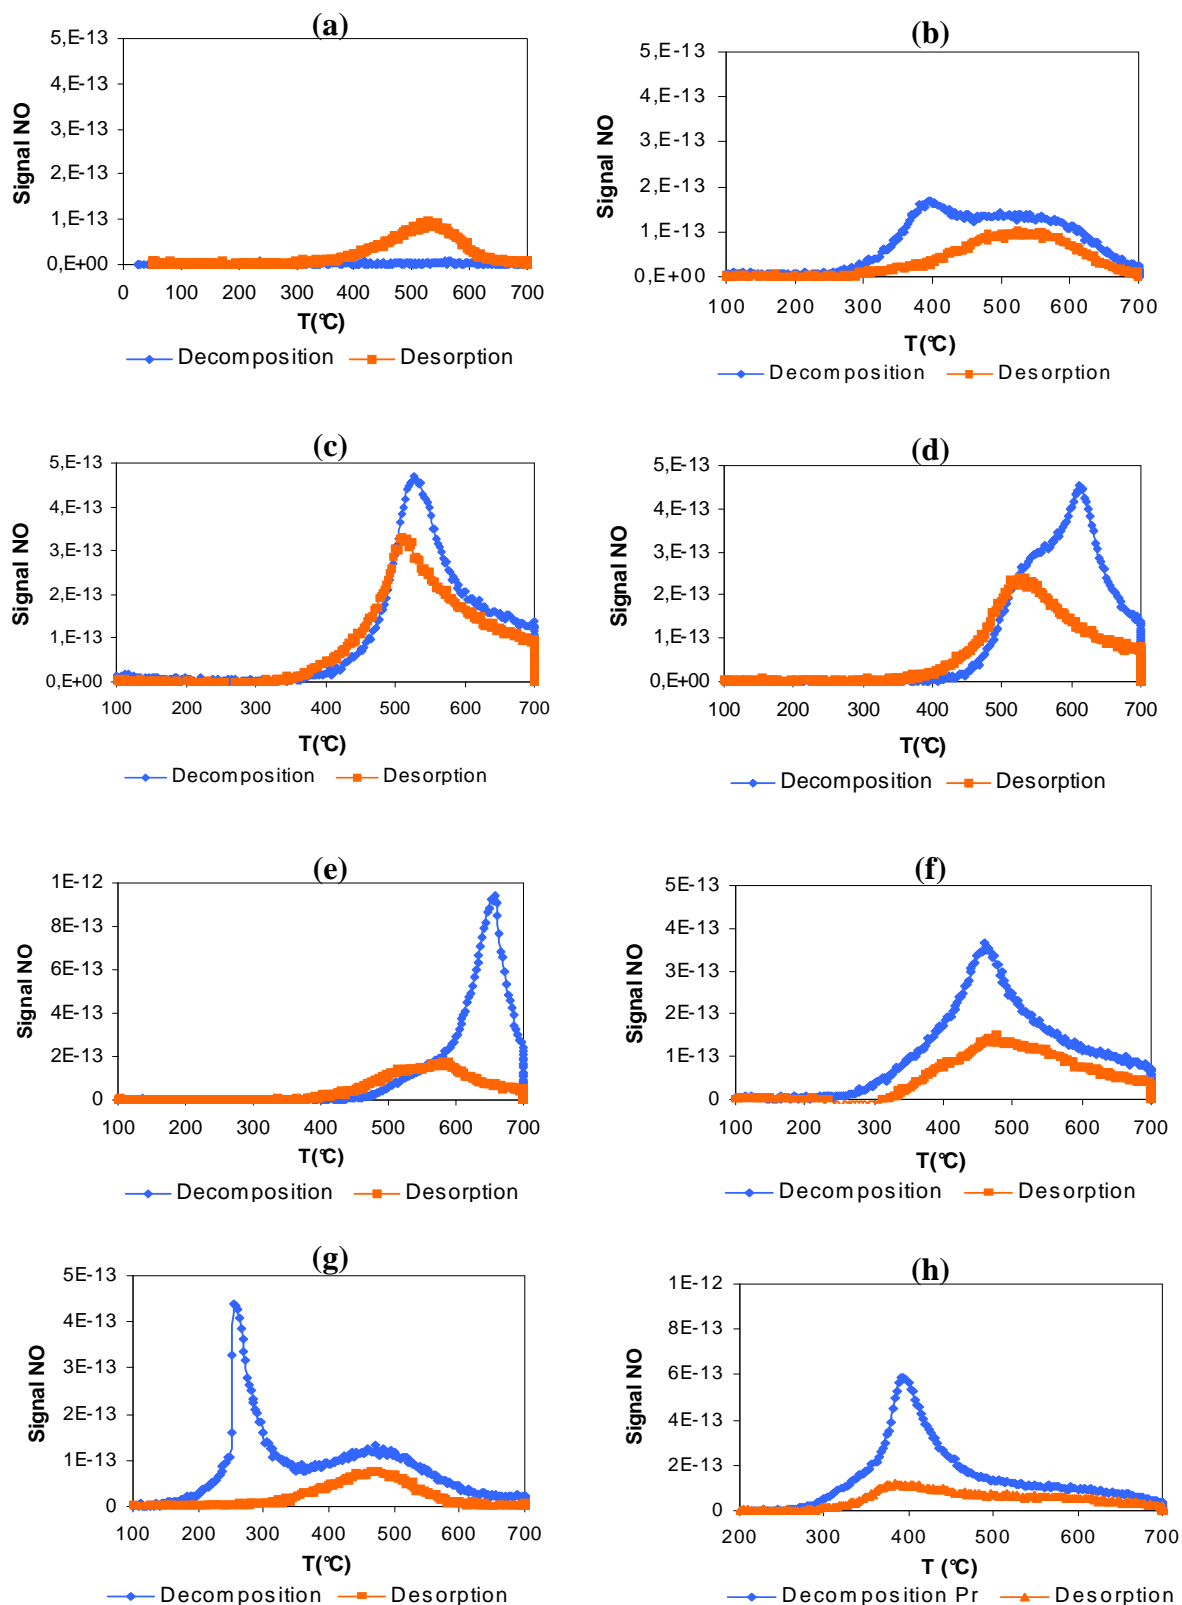 (a)
5,E-13
4,E-13
3,E-13
2,E-13
1,E-13
0,E+00
Signal NO
0 100 200 300 400 500 600 700
T(°C)
Decomposition Desorption
(b)
5,E-13
4,E-13
3,E-13
2,E-13
1,E-13
0,E+00
Signal NO
100 200 300 400 500 600 700
T(°C)
Decomposition Desorption
(c)
5,E-13
4,E-13
3,E-13
2,E-13
1,E-13
0,E+00
Signal NO
100 200 300 400 500 600 700
T(°C)
Decomposition Desorption
(d)
5,E-13
4,E-13
3,E-13
2,E-13
1,E-13
0,E+00
Signal NO
100 200 300 400 500 600 700
T(°C)
Decomposition Desorption
(e)
1E-12
8E-13
6E-13
4E-13
2E-13
0
Signal NO
100 200 300 400 500 600 700
T(°C)
Decomposition Desorption
(f)
5E-13
4E-13
3E-13
2E-13
1E-13
0
Signal NO
100 200 300 400 500 600 700
T(°C)
Decomposition Desorption
(g)
5E-13
4E-13
3E-13
2E-13
1E-13
0
Signal NO
100 200 300 400 500 600 700
T(°C)
Decomposition Desorption
(h)
1E-12
8E-13
6E-13
4E-13
2E-13
0
Signal NO
200 300 400 500 600 700
T (°C)
Decomposition Pr Desorption